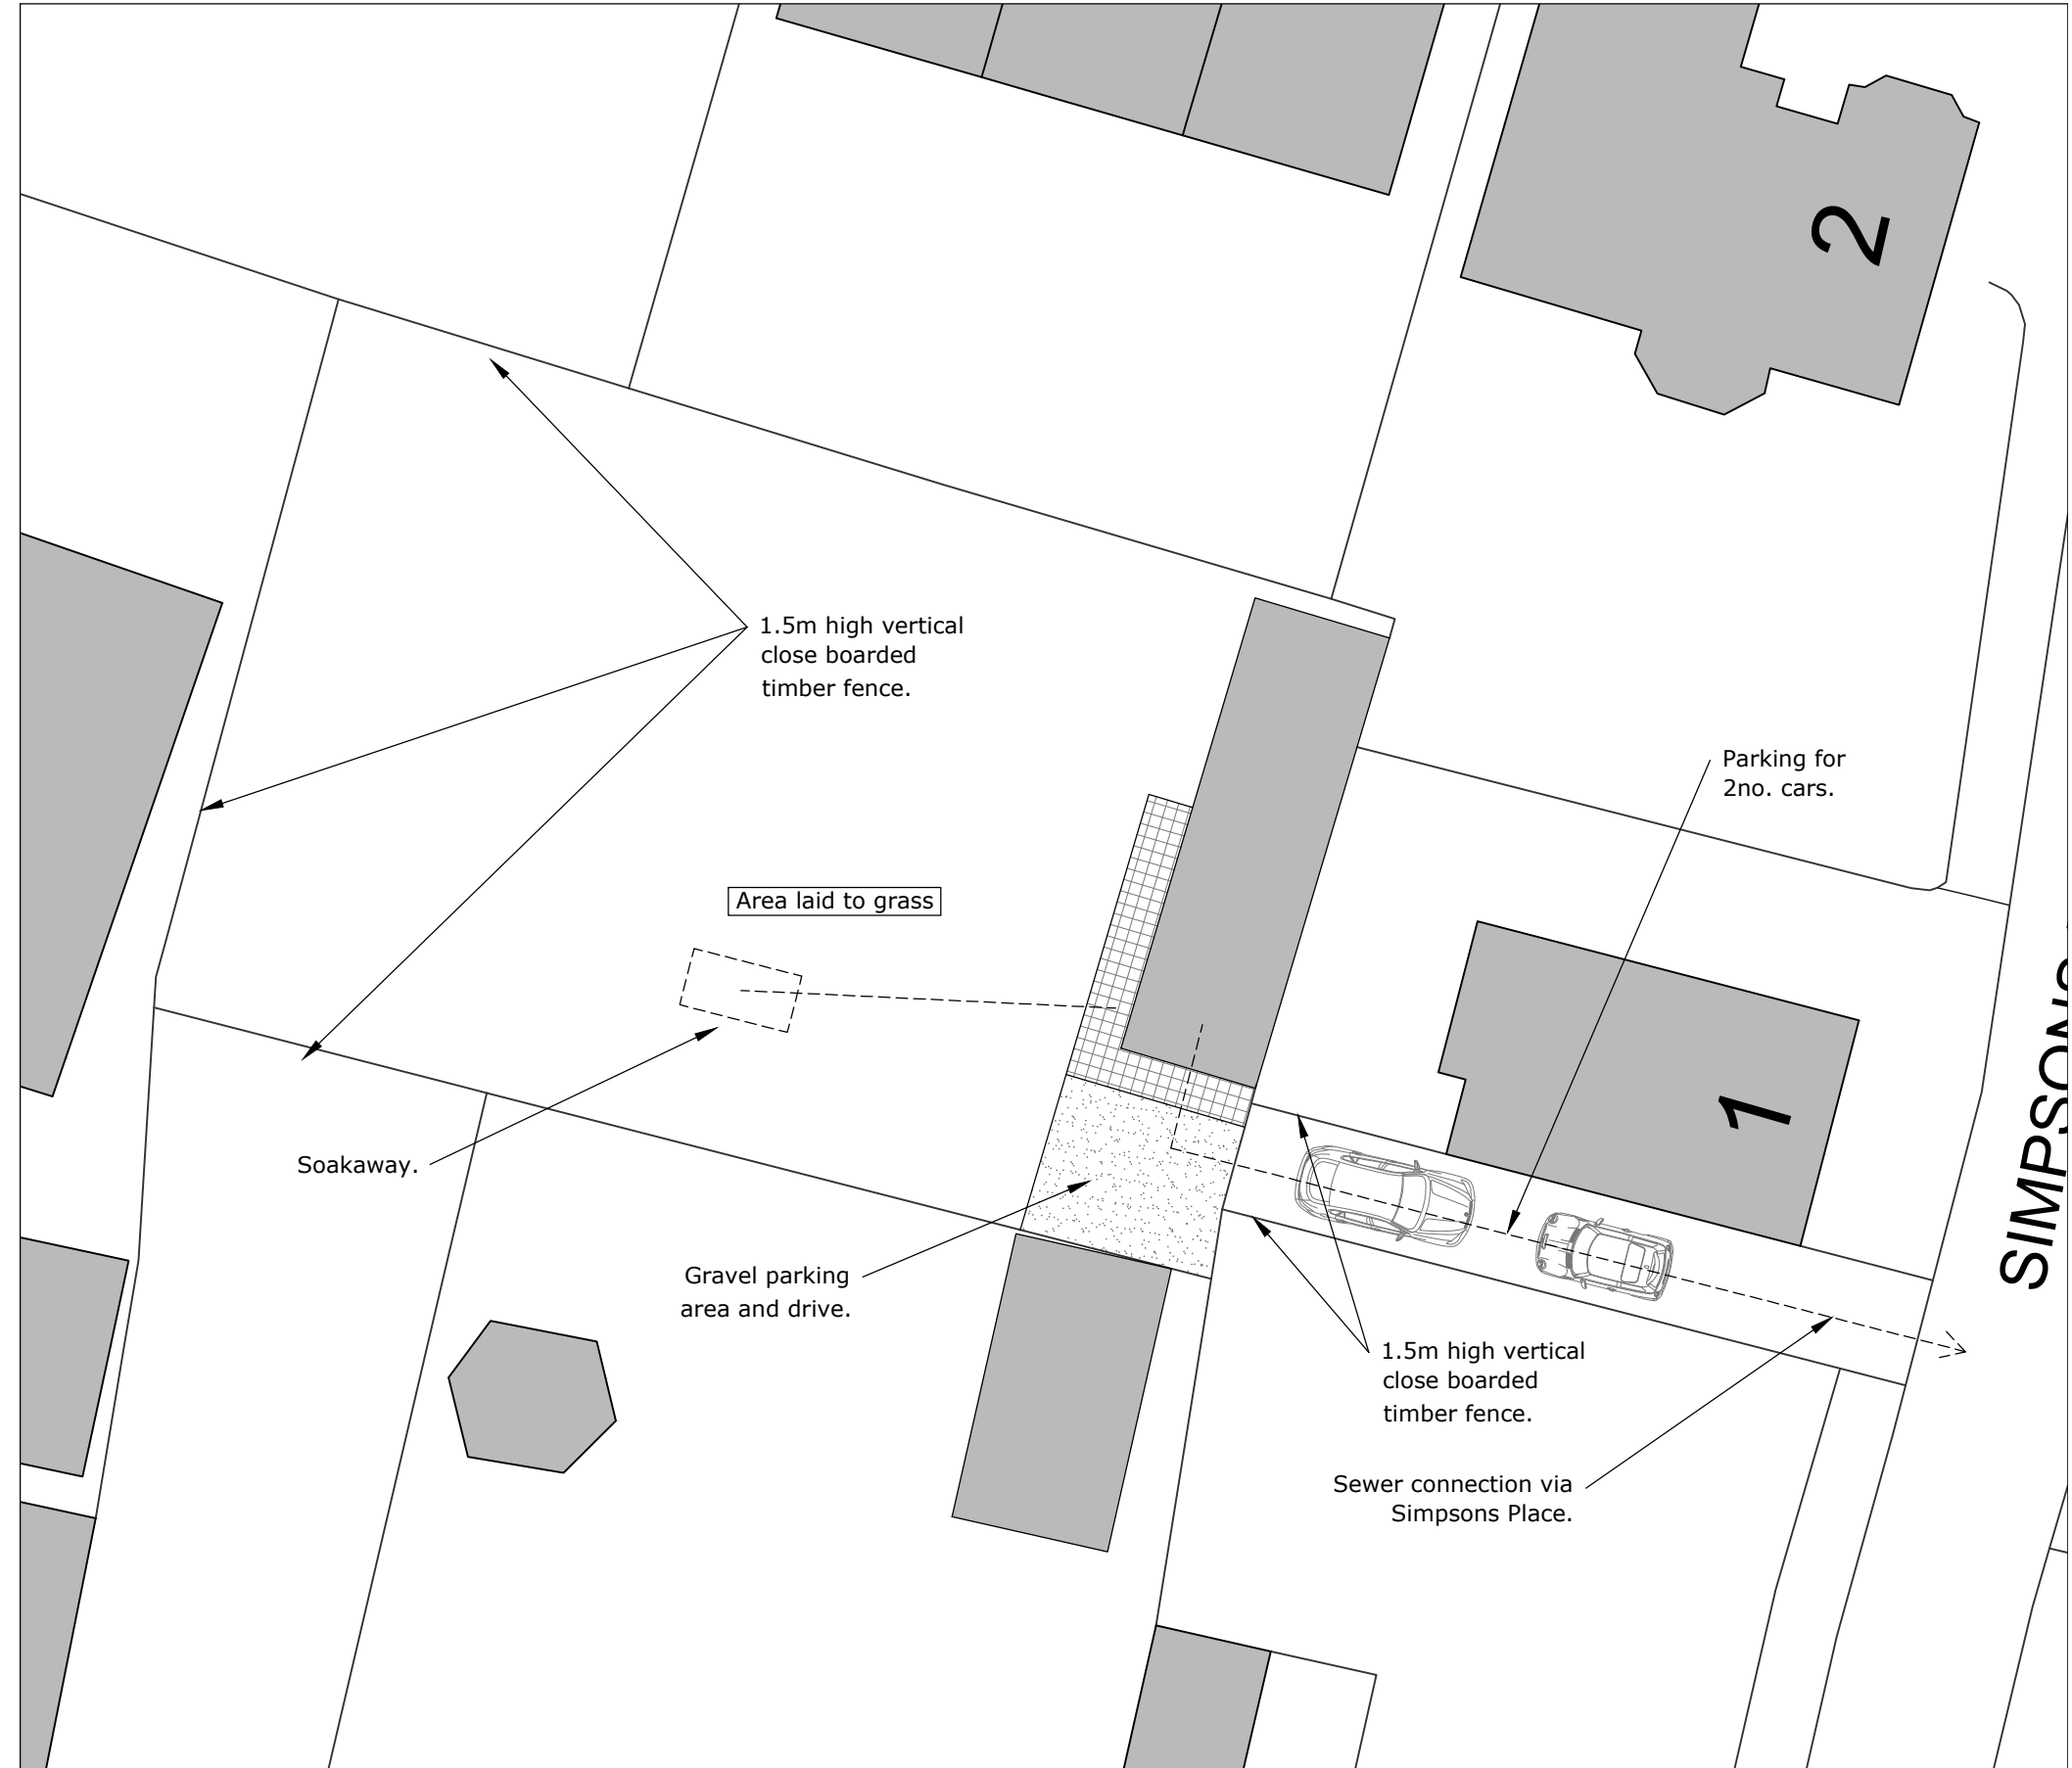 2
1.5m high vertical
close boarded
timber fence.
Parking for
2no. cars.
Area laid to grass
1
SIMPSONS
Soakaway.
Gravel parking
area and drive.
1.5m high vertical
close boarded
timber fence.
Sewer connection via
Simpsons Place.